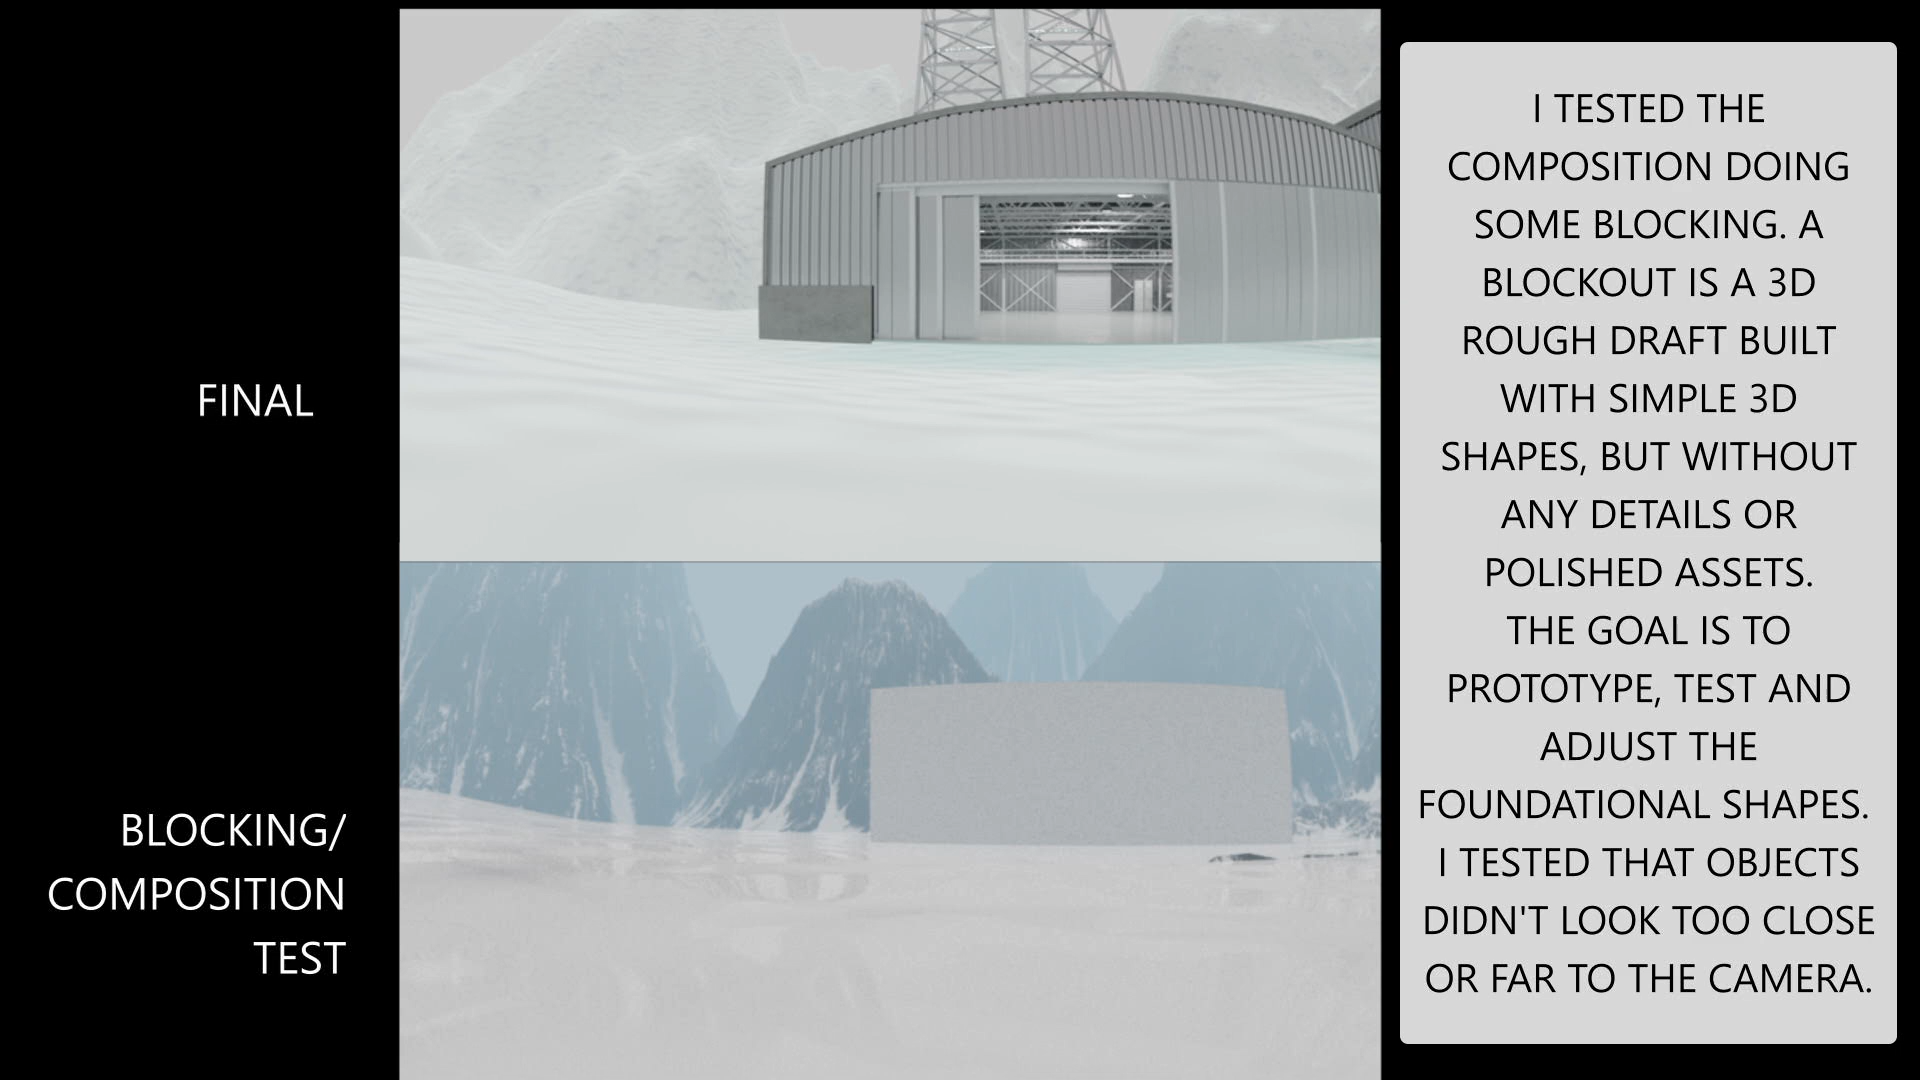 FINAL
BLOCKING/
COMPOSITION
TEST
I TESTED THE
COMPOSITION DOING
SOME BLOCKING. A
BLOCKOUT IS A 3D
ROUGH DRAFT BUILT
WITH SIMPLE 3D
SHAPES, BUT WITHOUT
ANY DETAILS OR
POLISHED ASSETS.
THE GOAL IS TO
PROTOTYPE, TEST AND
ADJUST THE
FOUNDATIONAL SHAPES.
I TESTED THAT OBJECTS
DIDN'T LOOK TOO CLOSE
OR FAR TO THE CAMERA.